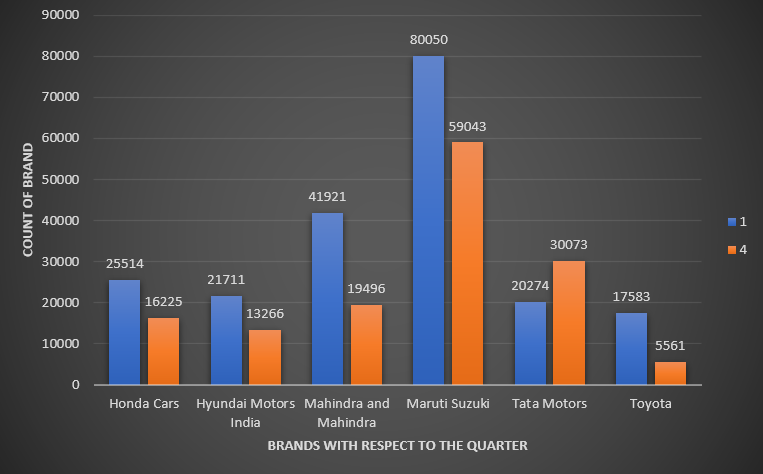 90000
80000
70000
60000
50000
40000
30000
20000
10000
0
COUNT OF BRAND
25514
16225
21711
13266
41921
19496
80050
59043
20274
30073
17583
5561
Honda Cars
Hyundai Motors
India
Mahindra and
Mahindra
Maruti Suzuki
Tata Motors
Toyota
BRANDS WITH RESPECT TO THE QUARTER
1
4